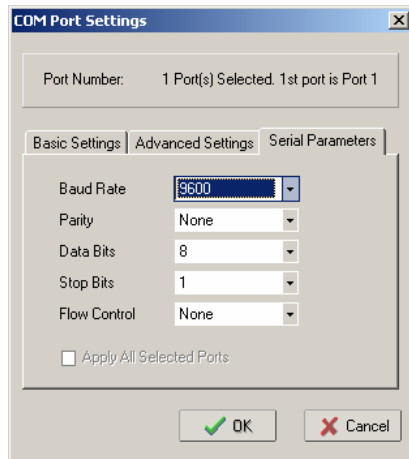 COM Port Settings
Port Number: 1 Port(s) Selected. 1st port is Port 1
Basic Settings Advanced Settings Serial Parameters
Baud Rate 9600
Parity None
Data Bits 8
Stop Bits 1
Flow Control None
Apply All Selected Ports
OK Cancel